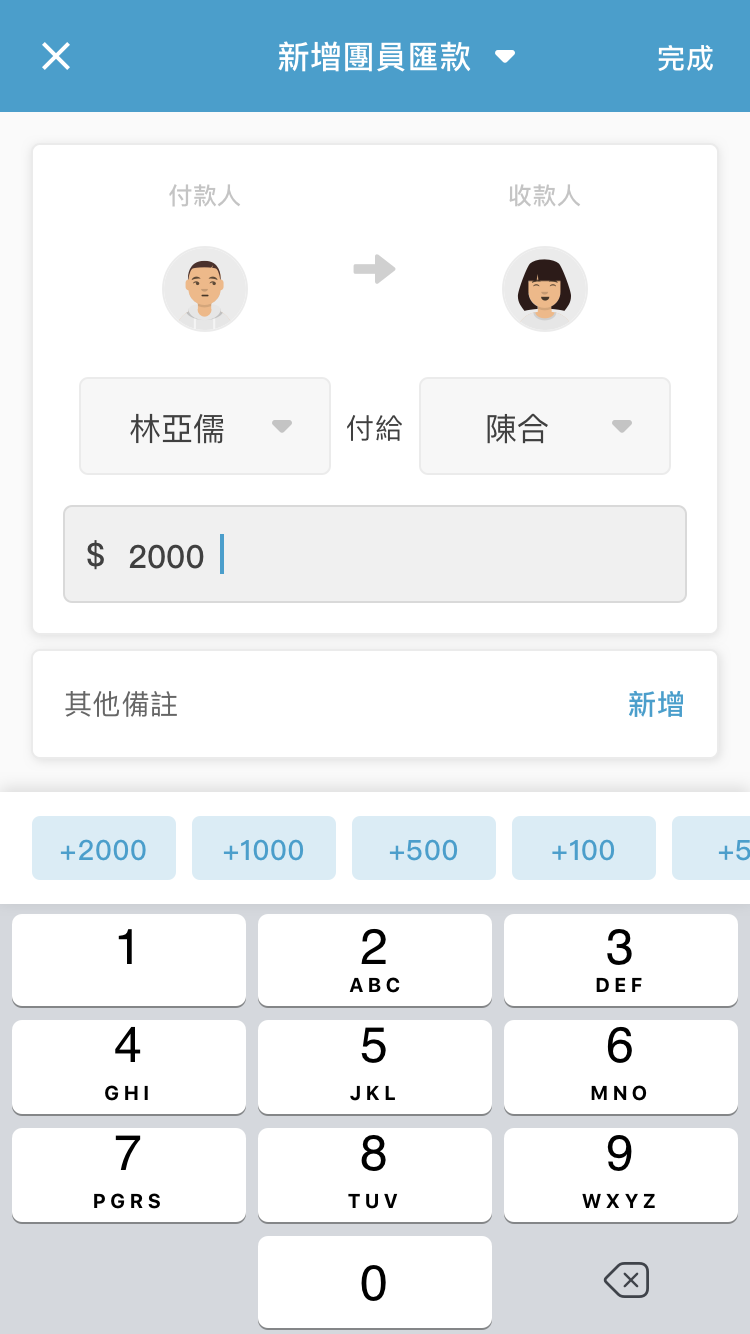 新增團員匯款
完成
付款人 收款人
林亞儒 付給 陳合
$ 2000
其他備註 新增
+2000 +1000 +500 +100 +5
1 2 3
ABC DEF
4 5 6
GHI JKL MNO
7 8 9
PGRS TUV WXYZ
0